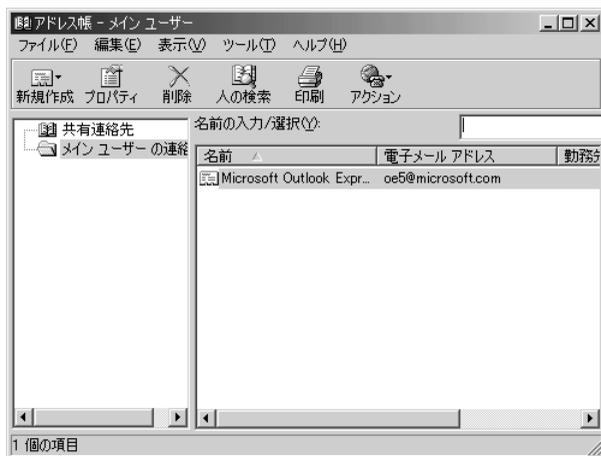 アドレス帳 - メイン ユーザー
ファイル(F) 編集(E) 表示(V) ツール(T) ヘルプ(H)
新規作成 プロパティ 削除 人の検索 印刷 アクション
共有連絡先
メイン ユーザー の連絡
名前の入力/選択(Y):
名前 電子メール アドレス 勤務先
Microsoft Outlook Expr... oe5@microsoft.com
1 個の項目